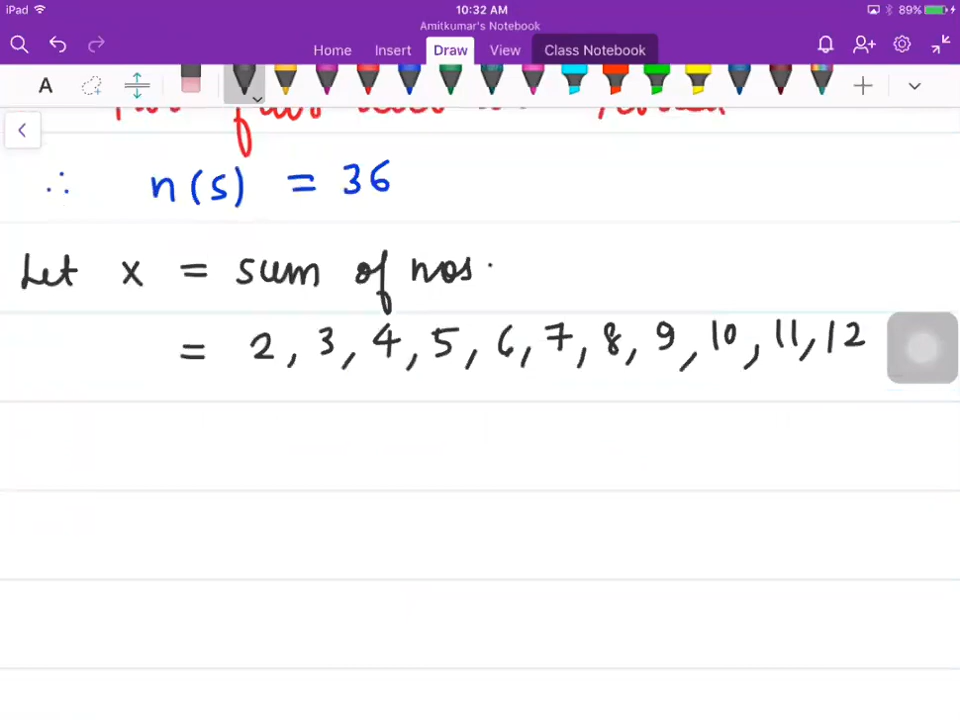 iPad 10:32 AM 89%
Amitkumar's Notebook
Home Insert Draw View Class Notebook
A
∴ n(s) = 36
Let x = sum of nos.
= 2, 3, 4, 5, 6, 7, 8, 9, 10, 11, 12